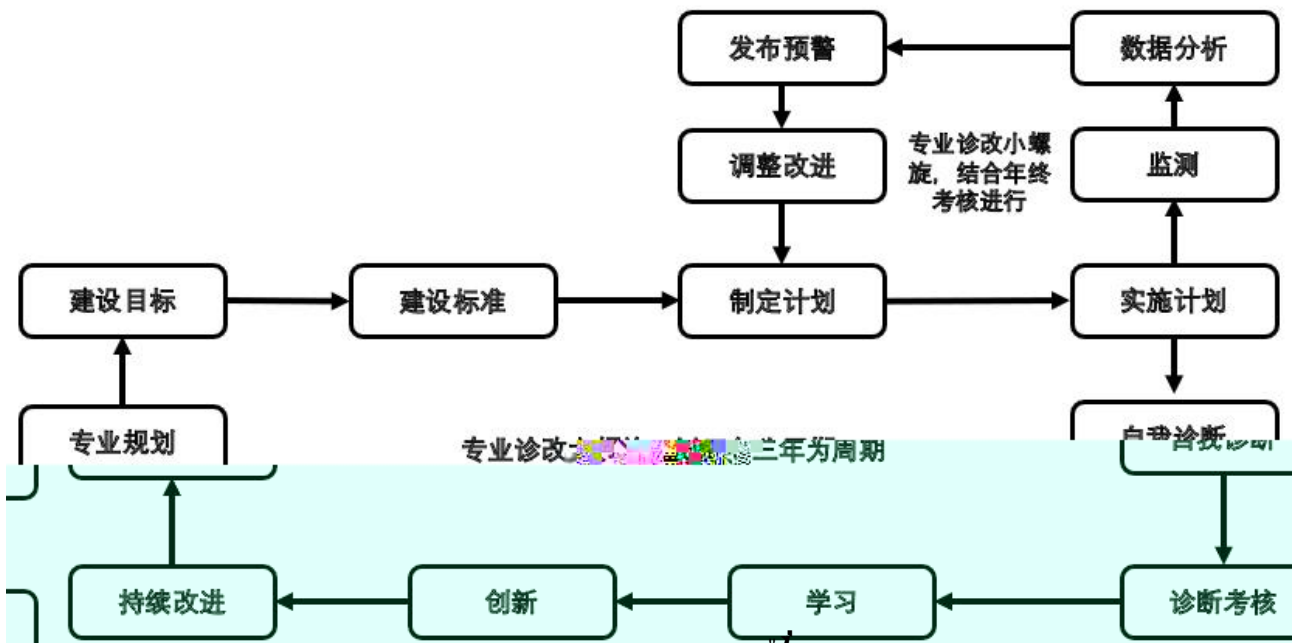 发布预警
数据分析
调整改进
专业诊改小螺
旋，结合年终
考核进行
监测
建设目标
建设标准
制定计划
实施计划
专业规划
专业诊改
三年为周期
自我诊断
持续改进
创新
学习
诊断考核